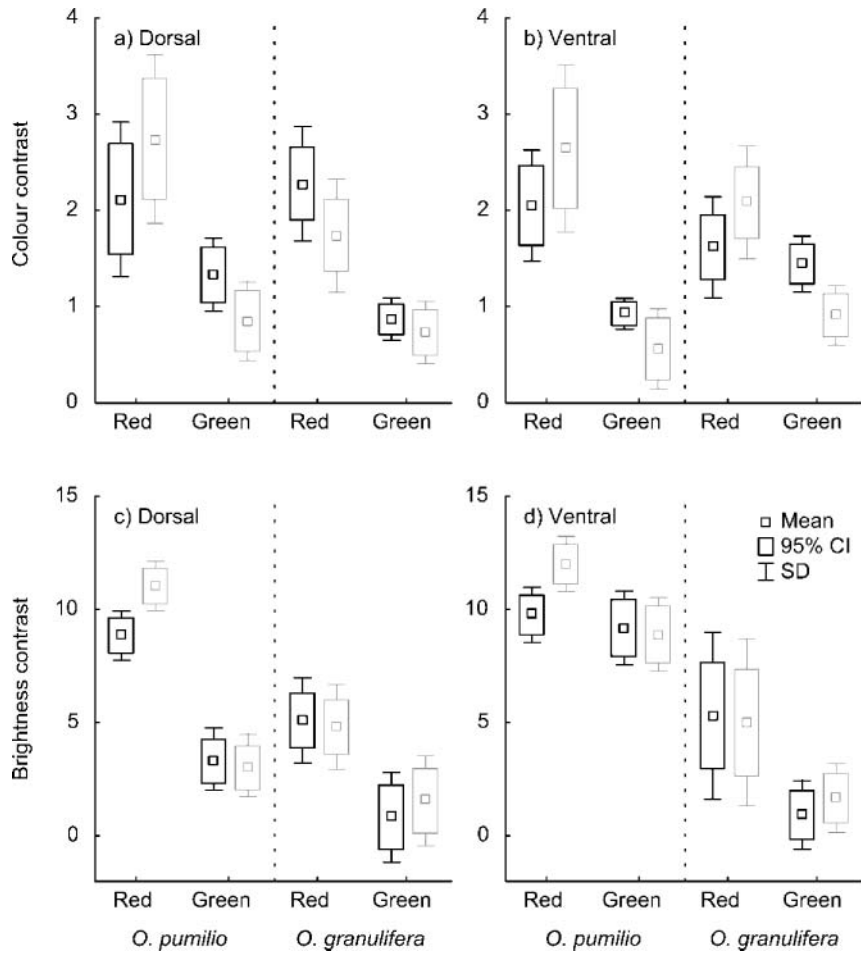 a) Dorsal
b) Ventral
Colour contrast
4
3
2
1
0
4
3
2
1
0
Red Green Red Green
Red Green Red Green
c) Dorsal
d) Ventral
Mean
95% CI
SD
Brightness contrast
15
10
5
0
15
10
5
0
Red Green Red Green
Red Green Red Green
O. pumilio O. granulifera
O. pumilio O. granulifera